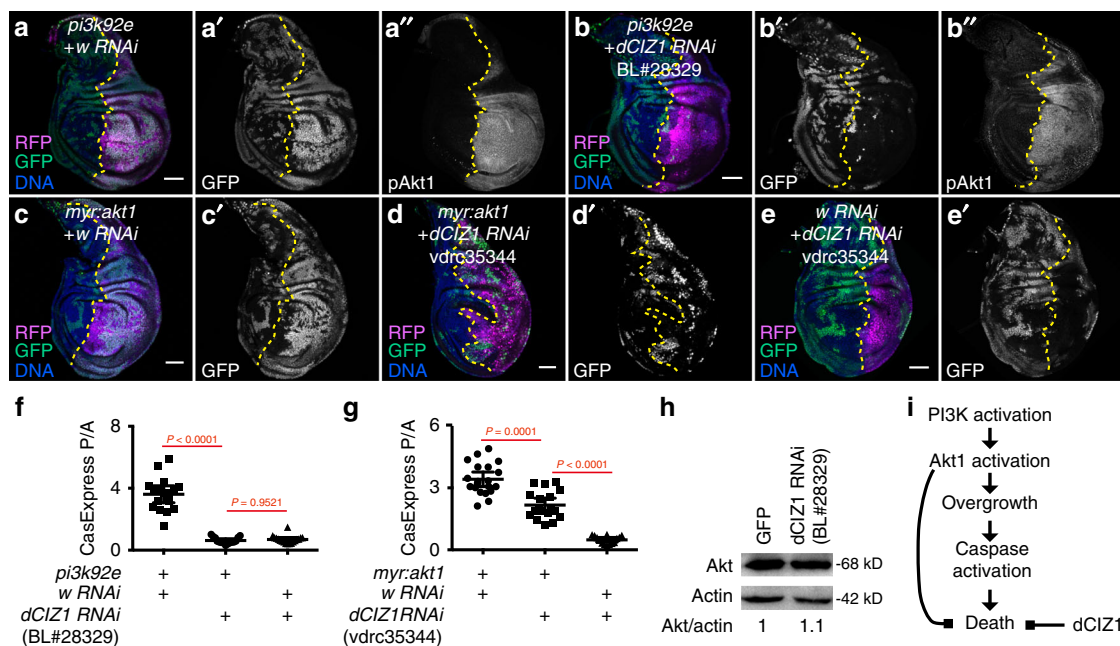 a
pi3k92e
+w RNAi
RFP
GFP
DNA
a′
GFP
a″
pAkt1
b
pi3k92e
+dCIZ1 RNAi
BL#28329
RFP
GFP
DNA
b′
GFP
b″
pAkt1
c
myr:akt1
+w RNAi
RFP
GFP
DNA
c′
GFP
d
myr:akt1
+dCIZ1 RNAi
vdrc35344
RFP
GFP
DNA
d′
GFP
e
w RNAi
+dCIZ1 RNAi
vdrc35344
RFP
GFP
DNA
e′
GFP
f
CasExpress P/A
8
4
0
P < 0.0001
P = 0.9521
pi3k92e + +
w RNAi + +
dCIZ1 RNAi + +
(BL#28329)
g
CasExpress P/A
6
3
0
P = 0.0001
P < 0.0001
myr:akt1 + +
w RNAi + +
dCIZ1RNAi + +
(vdrc35344)
h
GFP
dCIZ1 RNAi
(BL#28329)
Akt -68 kD
Actin -42 kD
Akt/actin 1 1.1
i
PI3K activation
Akt1 activation
Overgrowth
Caspase
activation
Death dCIZ1